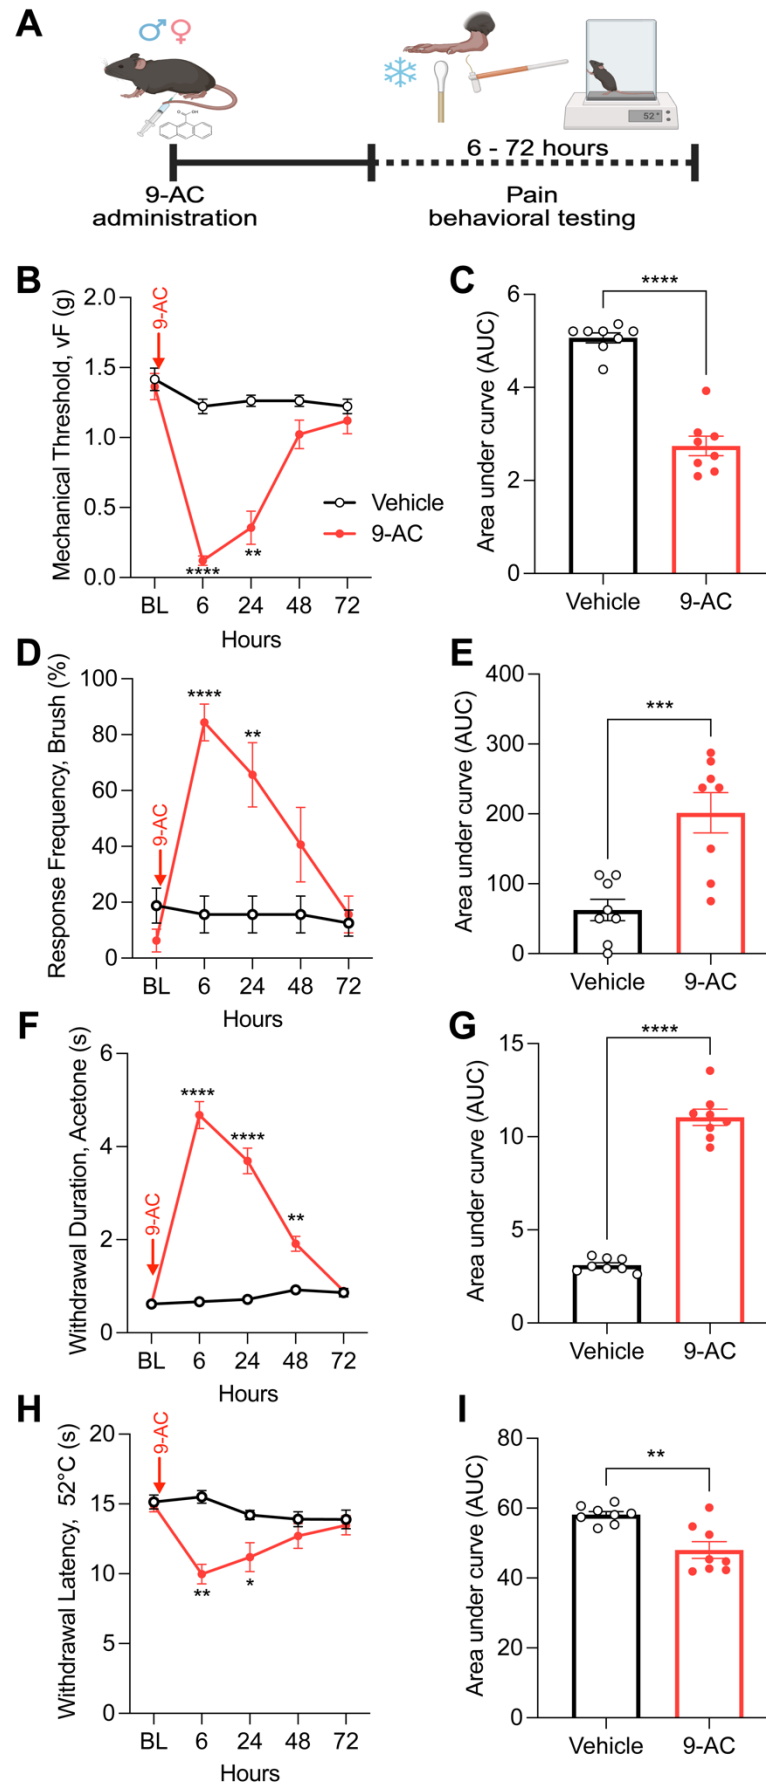 A
52°
6 - 72 hours
9-AC
administration
Pain
behavioral testing
B
Mechanical Threshold, vF (g)
2.0
1.5
1.0
0.5
0.0
9-AC
Vehicle
9-AC
****
**
BL 6 24 48 72
Hours
C
Area under curve (AUC)
6
4
2
0
****
Vehicle 9-AC
D
Response Frequency, Brush (%)
100
80
60
40
20
0
9-AC
****
**
BL 6 24 48 72
Hours
E
Area under curve (AUC)
400
300
200
100
0
***
Vehicle 9-AC
F
Withdrawal Duration, Acetone (s)
6
4
2
0
9-AC
****
****
**
BL 6 24 48 72
Hours
G
Area under curve (AUC)
15
10
5
0
****
Vehicle 9-AC
H
Withdrawal Latency, 52°C (s)
20
15
10
5
0
9-AC
**
*
BL 6 24 48 72
Hours
I
Area under curve (AUC)
80
60
40
20
0
**
Vehicle 9-AC